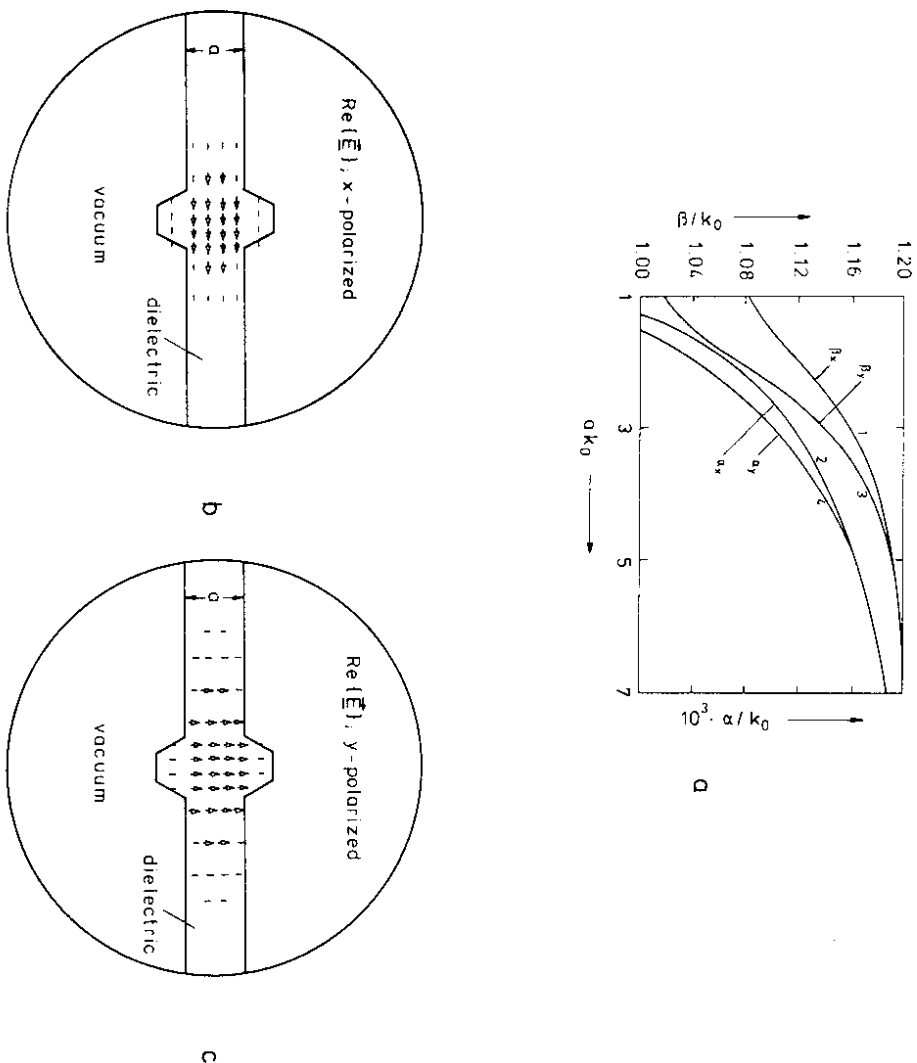 β/k₀
1.20
1.16
1.12
1.08
1.04
1.00
βx
βy
1
3
2
2
αx
αy
1
3
5
7
a k₀
10³ · α/k₀
a
Re{E⃗}, x-polarized
a
vacuum
dielectric
b
Re{E⃗}, y-polarized
a
vacuum
dielectric
c